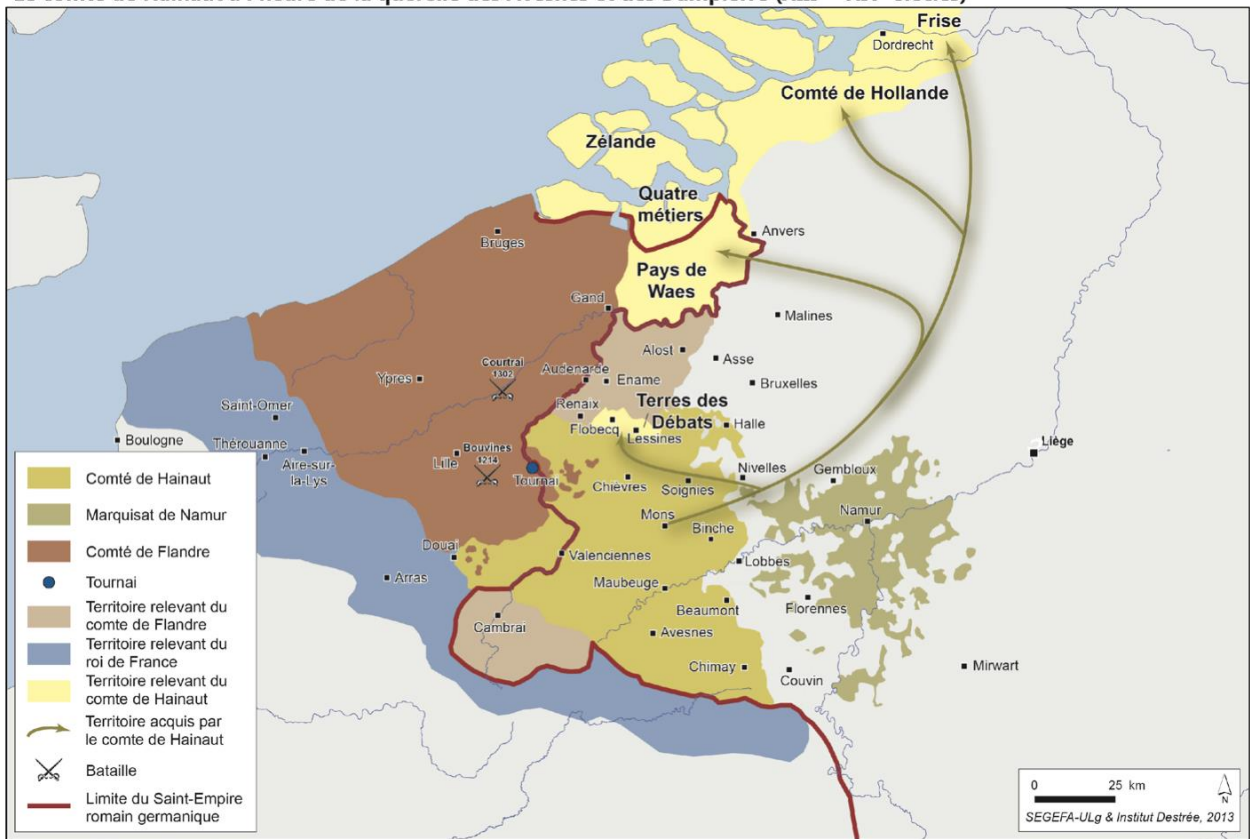 Frise
Dordrecht
Comté de Hollande
Zélande
Quatre
métiers
Bruges
Anvers
Pays de
Waes
Gand
Malines
Alost
Asse
Courtrai
1302
Audenarde
Ypres
Ename
Bruxelles
Renaix
Terres des
Débats
Saint-Omer
Flobecq
Halle
Lessines
Boulogne
Thérouanne
Bouvines
1214
Liège
Aire-sur-
la-Lys
Lille
Tournai
Nivelles
Gembloux
Chièvres
Soignies
Mons
Namur
Binche
Douai
Valenciennes
Lobbes
Arras
Maubeuge
Beaumont
Florennes
Cambrai
Avesnes
Chimay
Couvin
Mirwart
Comté de Hainaut
Marquisat de Namur
Comté de Flandre
Tournai
Territoire relevant du
comte de Flandre
Territoire relevant du
roi de France
Territoire relevant du
comte de Hainaut
Territoire acquis par
le comte de Hainaut
Bataille
Limite du Saint-Empire
romain germanique
0 25 km
N
SEGEFA-ULg & Institut Destrée, 2013